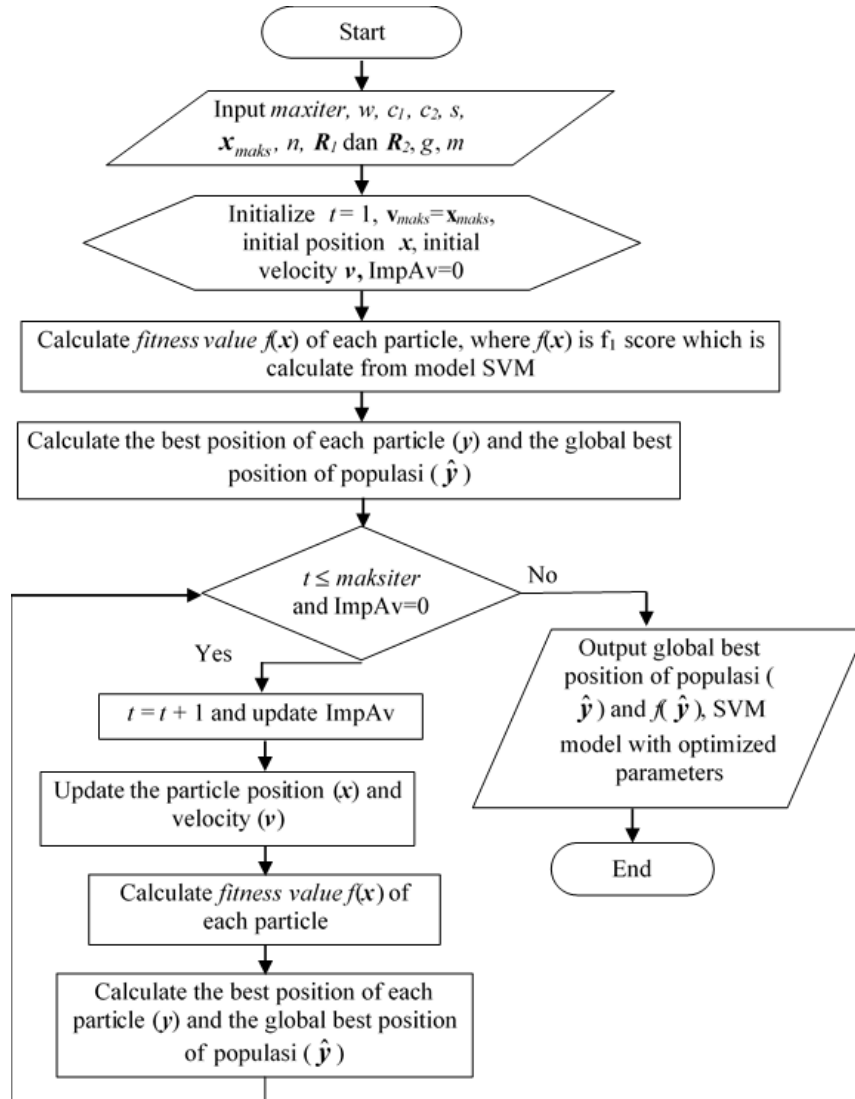 Start
Input maxiter, w, c₁, c₂, s,
x_maks, n, R₁ dan R₂, g, m
Initialize t = 1, v_maks=x_maks,
initial position x, initial
velocity v, ImpAv=0
Calculate fitness value f(x) of each particle, where f(x) is f₁ score which is
calculate from model SVM
Calculate the best position of each particle (y) and the global best
position of populasi ( ŷ )
t ≤ maksiter
and ImpAv=0
No
Yes
Output global best
position of populasi (
ŷ ) and f( ŷ ), SVM
model with optimized
parameters
End
t = t + 1 and update ImpAv
Update the particle position (x) and
velocity (v)
Calculate fitness value f(x) of
each particle
Calculate the best position of each
particle (y) and the global best position
of populasi ( ŷ )